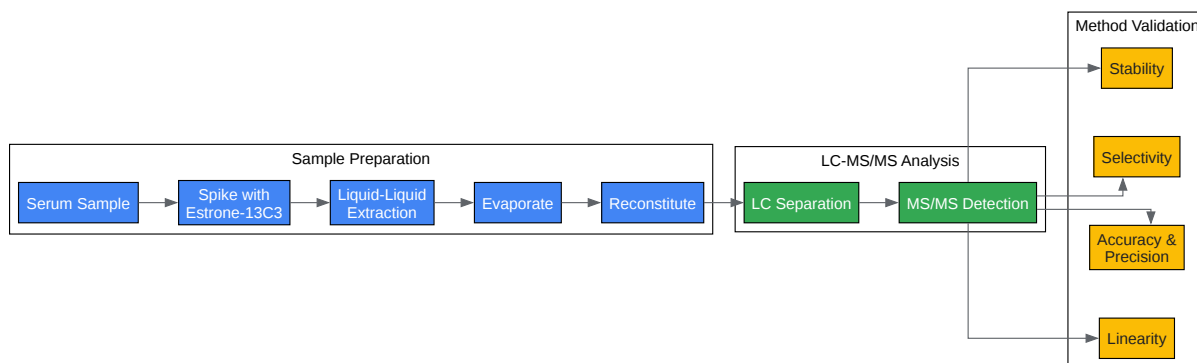 Method Validation
Stability
Sample Preparation
LC-MS/MS Analysis
Selectivity
Serum Sample
Spike with
Estrone-13C3
Liquid-Liquid
Extraction
Evaporate
Reconstitute
LC Separation
MS/MS Detection
Accuracy &
Precision
Linearity